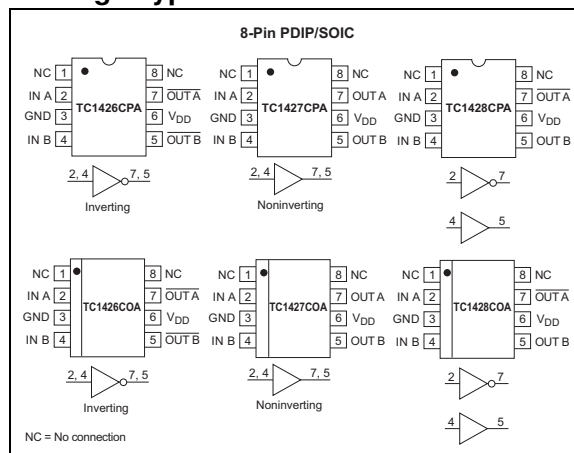 8-Pin PDIP/SOIC
NC 1 8 NC NC 1 8 NC NC 1 8 NC
IN A 2 7 OUT A IN A 2 7 OUT A IN A 2 7 OUT A
TC1426CPA TC1427CPA TC1428CPA
GND 3 6 VDD GND 3 6 VDD GND 3 6 VDD
IN B 4 5 OUT B IN B 4 5 OUT B IN B 4 5 OUT B
2, 4 7, 5 2, 4 7, 5 2 7
Inverting Noninverting
4 5
NC 1 8 NC NC 1 8 NC NC 1 8 NC
IN A 2 7 OUT A IN A 2 7 OUT A IN A 2 7 OUT A
TC1426COA TC1427COA TC1428COA
GND 3 6 VDD GND 3 6 VDD GND 3 6 VDD
IN B 4 5 OUT B IN B 4 5 OUT B IN B 4 5 OUT B
2, 4 7, 5 2, 4 7, 5 2 7
Inverting Noninverting
4 5
NC = No connection